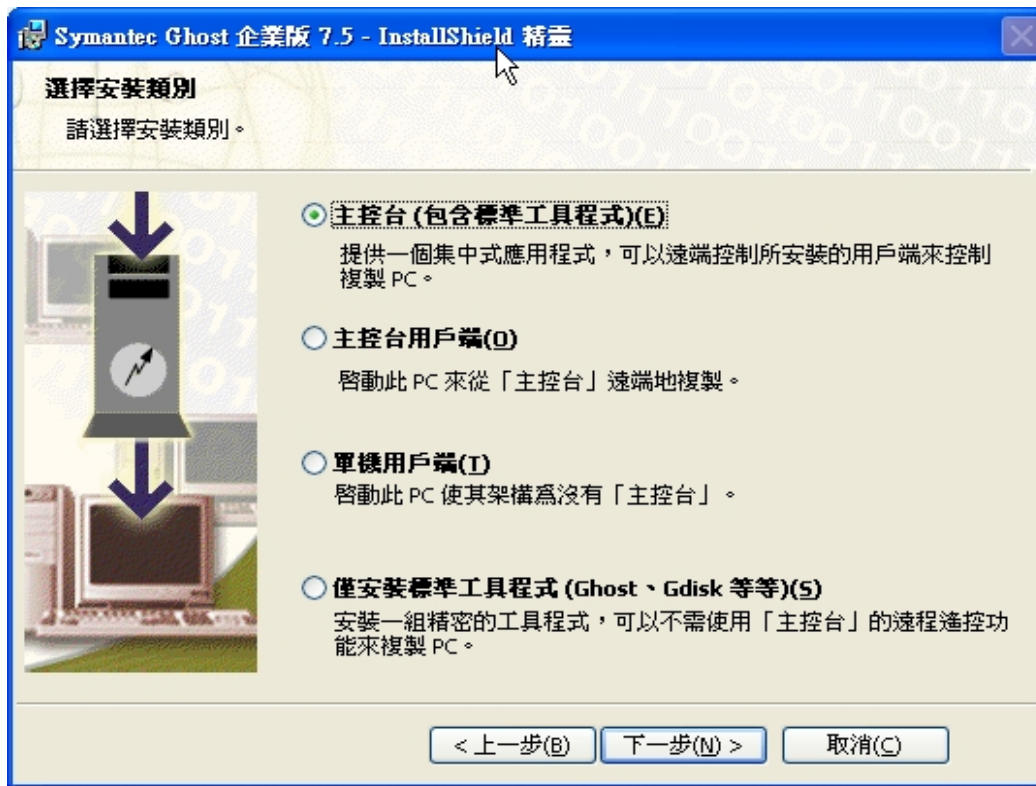 Symantec Ghost 企業版 7.5 - InstallShield 精靈
選擇安裝類別
請選擇安裝類別。
主控台 (包含標準工具程式)(E)
提供一個集中式應用程式，可以遠端控制所安裝的用戶端來控制
複製 PC。
主控台用戶端(O)
啓動此 PC 來從「主控台」遠端地複製。
單機用戶端(T)
啓動此 PC 使其架構爲沒有「主控台」。
僅安裝標準工具程式 (Ghost、Gdisk 等等)(S)
安裝一組精密的工具程式，可以不需使用「主控台」的遠程遙控功
能來複製 PC。
< 上一步(B) 下一步(N) > 取消(C)